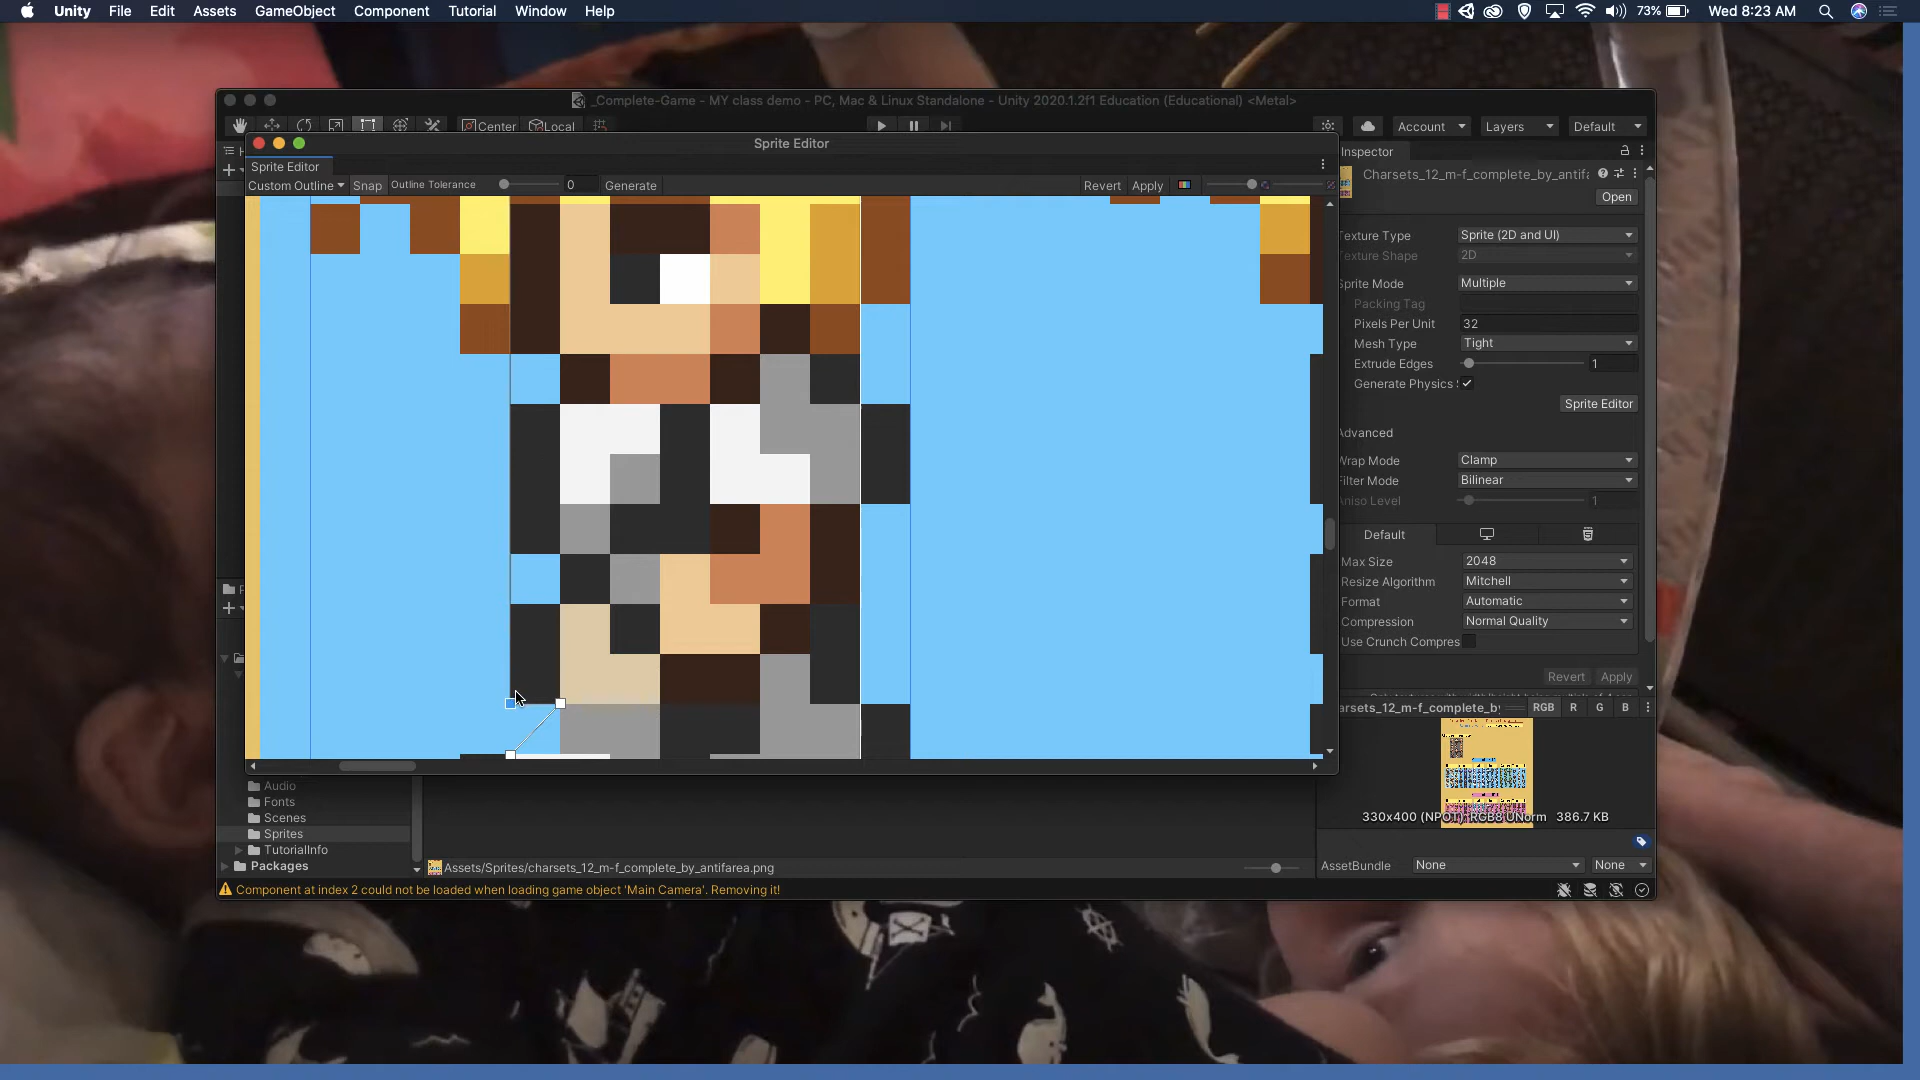 Unity File Edit Assets GameObject Component Tutorial Window Help
73% Wed 8:23 AM
_Complete-Game - MY class demo - PC, Mac & Linux Standalone - Unity 2020.1.2f1 Education (Educational) <Metal>
Center Local Account Layers Default
Sprite Editor
Sprite Editor
Custom Outline Snap Outline Tolerance 0 Generate Revert Apply
Inspector
Charsets_12_m-f_complete_by_antifa
Open
Texture Type Sprite (2D and UI)
Texture Shape 2D
Sprite Mode Multiple
Packing Tag
Pixels Per Unit 32
Mesh Type Tight
Extrude Edges 1
Generate Physics
Sprite Editor
Advanced
Wrap Mode Clamp
Filter Mode Bilinear
Aniso Level 1
Default
Max Size 2048
Resize Algorithm Mitchell
Format Automatic
Compression Normal Quality
Use Crunch Compres
Revert Apply
arsets_12_m-f_complete_by RGB R G B
330x400 (NPOT) RGB8 UNorm 386.7 KB
AssetBundle None None
Audio
Fonts
Scenes
Sprites
TutorialInfo
Packages
Assets/Sprites/charsets_12_m-f_complete_by_antifarea.png
Component at index 2 could not be loaded when loading game object 'Main Camera'. Removing it!